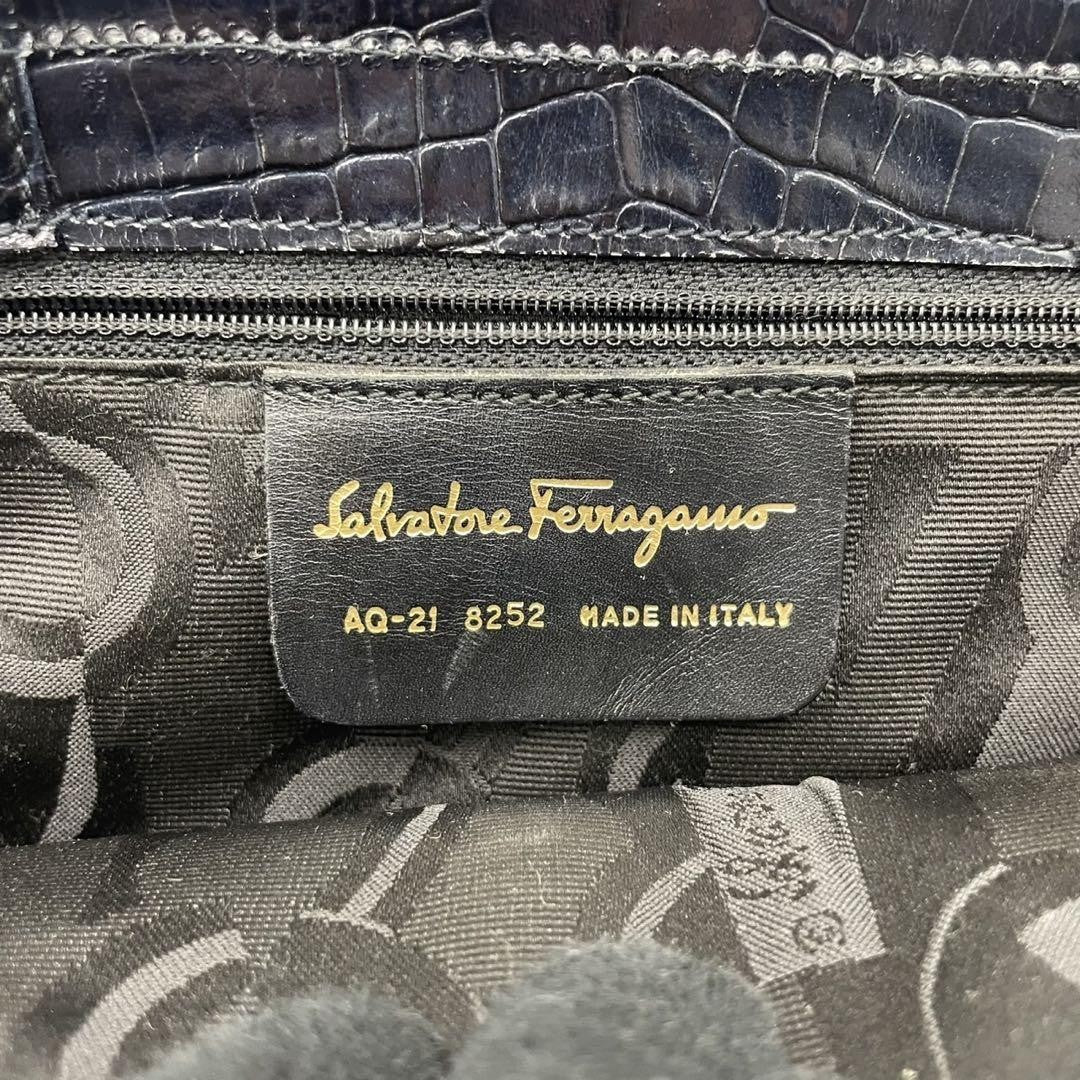 Salvatore Ferragamo
AQ-21 8252 MADE IN ITALY